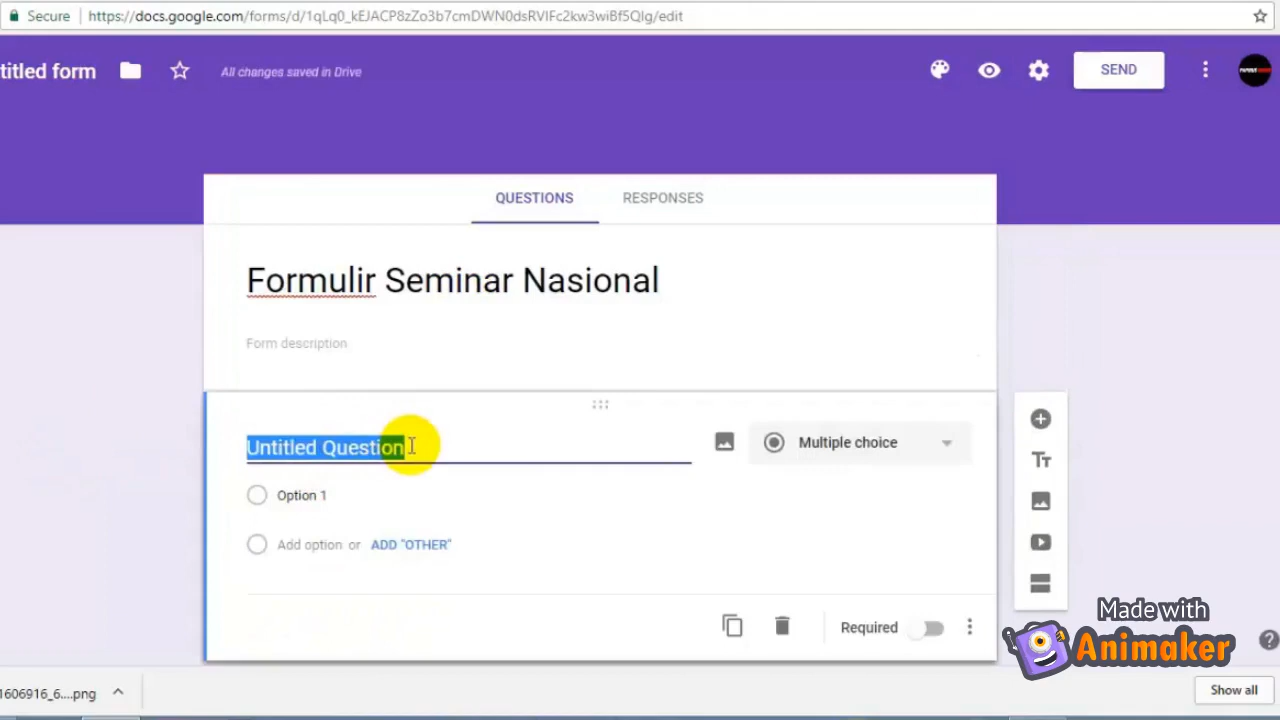 Secure https://docs.google.com/forms/d/1qLq0_kEJACP8zZo3b7cmDWN0dsRVIFc2kw3wiBf5QIg/edit
titled form All changes saved in Drive SEND
QUESTIONS RESPONSES
Formulir Seminar Nasional
Form description
Untitled Question Multiple choice
Option 1
Add option or ADD "OTHER"
Required
Made with
Animaker
1606916_6....png Show all